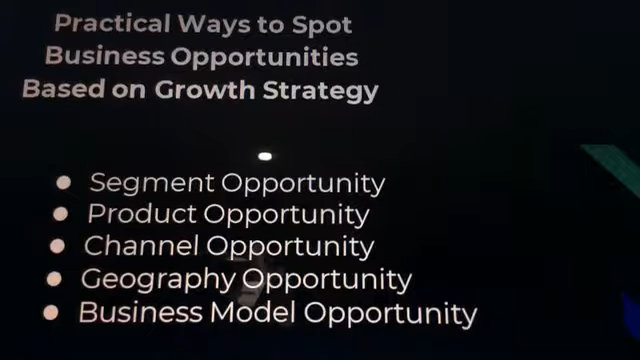 Practical Ways to Spot
Business Opportunities
Based on Growth Strategy
● Segment Opportunity
● Product Opportunity
● Channel Opportunity
● Geography Opportunity
● Business Model Opportunity